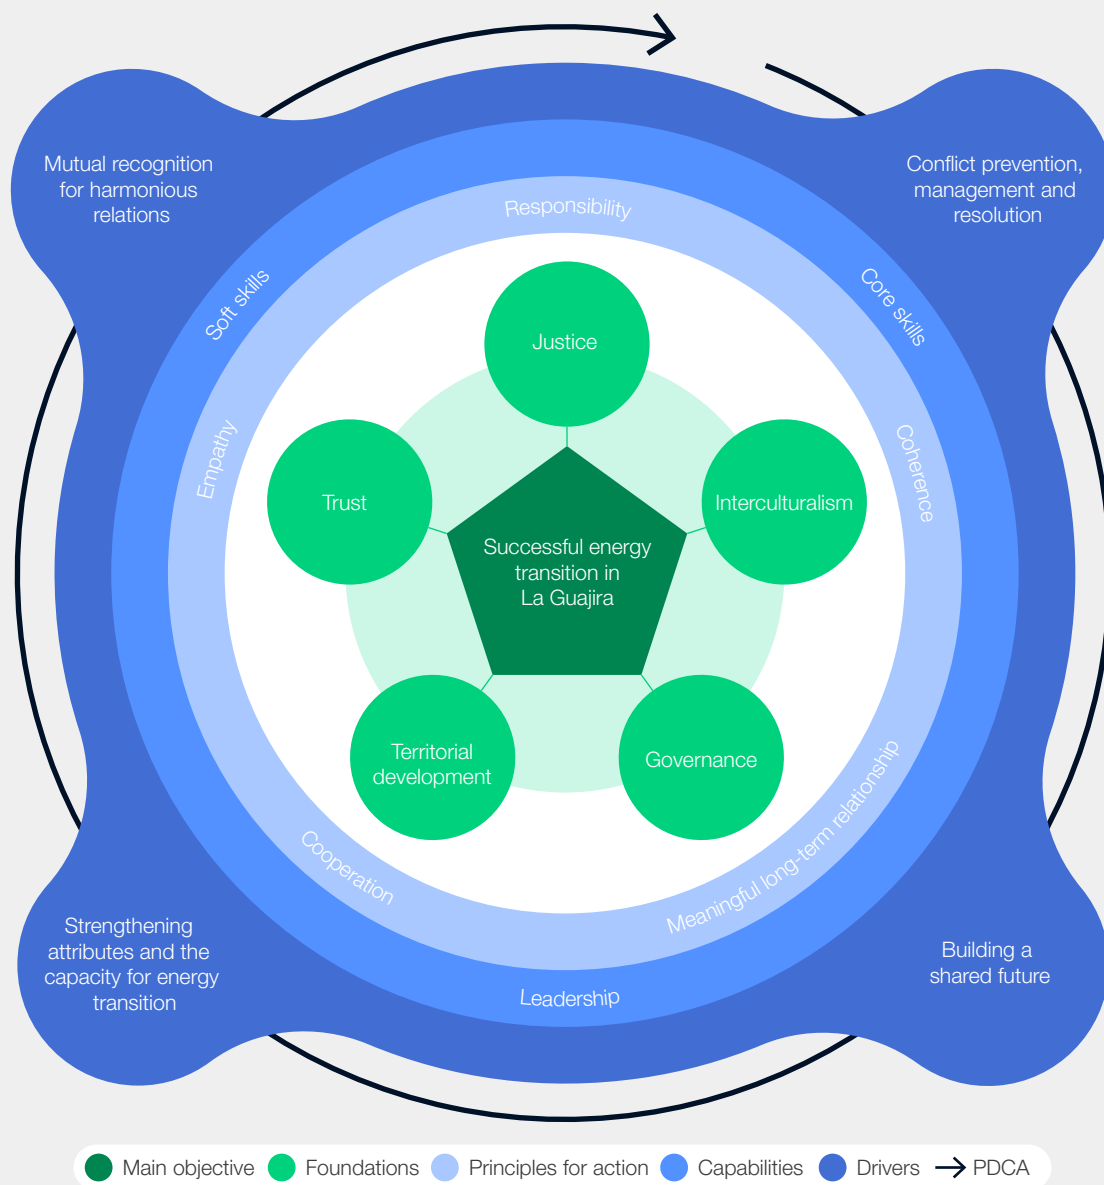 Mutual recognition
for harmonious
relations
Conflict prevention,
management and
resolution
Responsibility
Soft skills
Core skills
Empathy
Coherence
Justice
Trust
Interculturalism
Successful energy
transition in
La Guajira
Territorial
development
Governance
Cooperation
Meaningful long-term relationship
Strengthening
attributes and the
capacity for energy
transition
Building a
shared future
Leadership
Main objective
Foundations
Principles for action
Capabilities
Drivers
PDCA